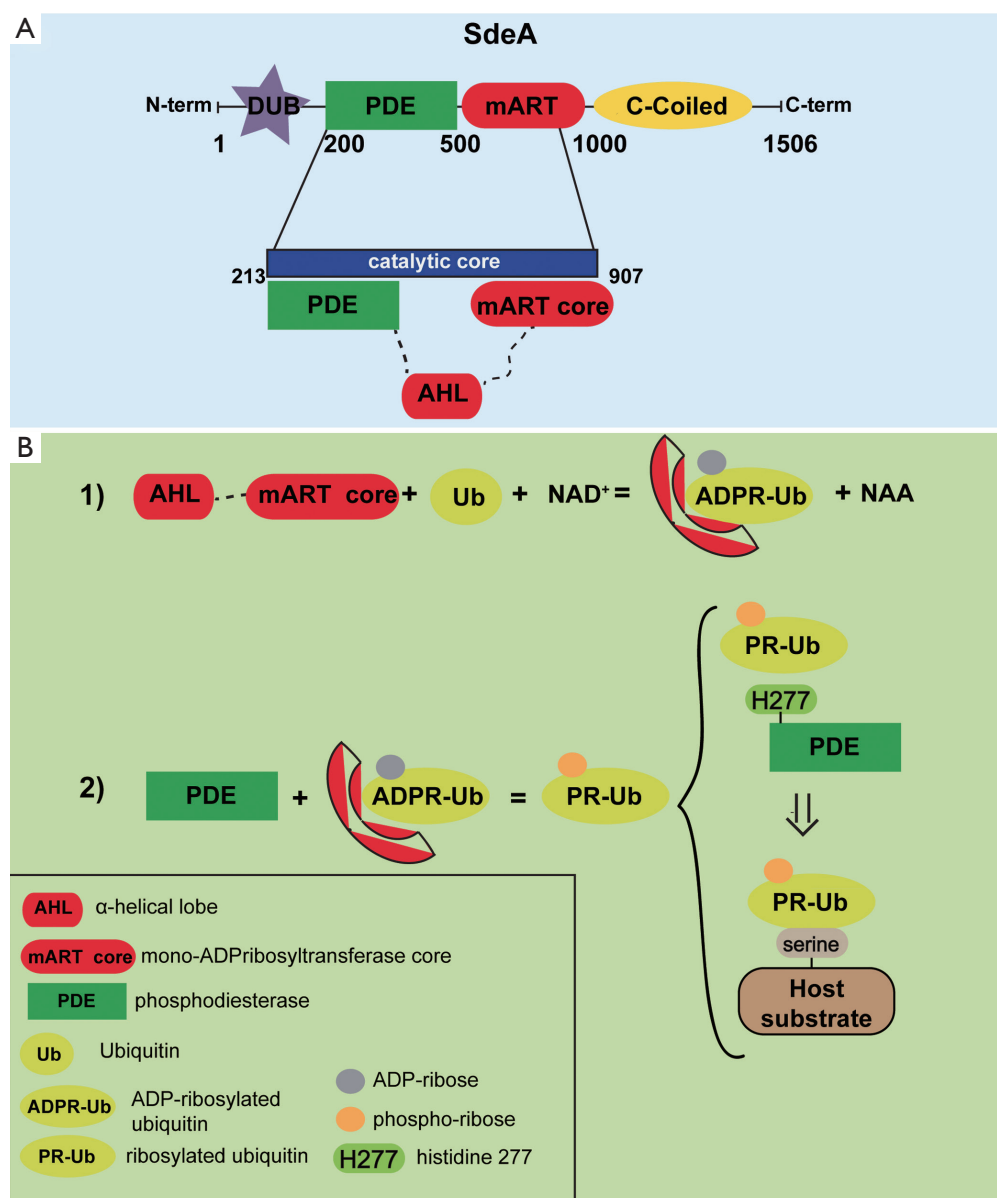 A
SdeA
N-term DUB PDE mART C-Coiled C-term
1 200 500 1000 1506
catalytic core
213 907
PDE mART core
AHL
B
1) AHL mART core + Ub + NAD⁺ = ADPR-Ub + NAA
PR-Ub
H277
PDE
2) PDE + ADPR-Ub = PR-Ub
PR-Ub
serine
Host
substrate
AHL α-helical lobe
mART core mono-ADPribosyltransferase core
PDE phosphodiesterase
Ub Ubiquitin
ADPR-Ub ADP-ribosylated
ubiquitin
PR-Ub ribosylated ubiquitin
ADP-ribose
phospho-ribose
H277 histidine 277